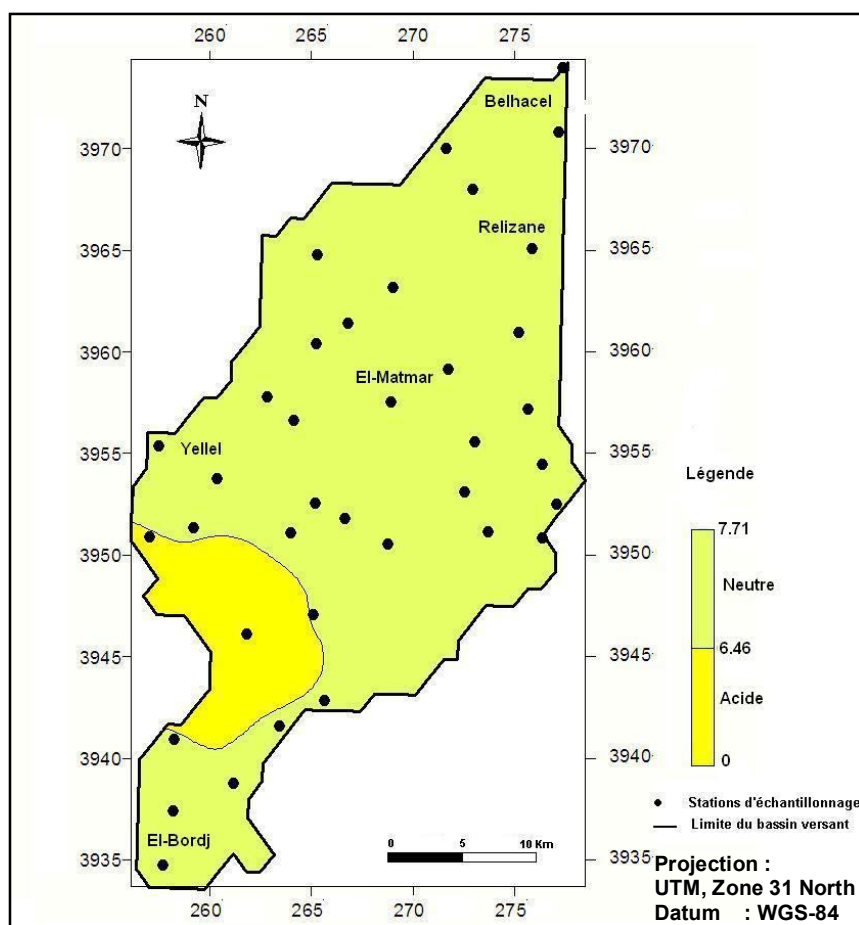 260 265 270 275
N
Belhacel
3970 3970
Relizane
3965 3965
3960 3960
El-Matmar
3955 3955
Yellel
Légende
7.71
3950 3950
Neutre
6.46
3945 3945
Acide
0
3940 3940
Stations d'échantillonnage
Limite du bassin versant
El-Bordj
0 5 10 Km
3935 3935
Projection :
UTM, Zone 31 North
Datum : WGS-84
260 265 270 275